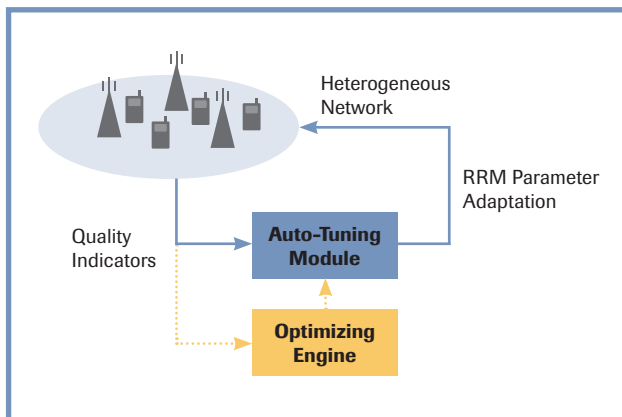 Heterogeneous
Network
RRM Parameter
Adaptation
Quality
Indicators
Auto-Tuning
Module
Optimizing
Engine